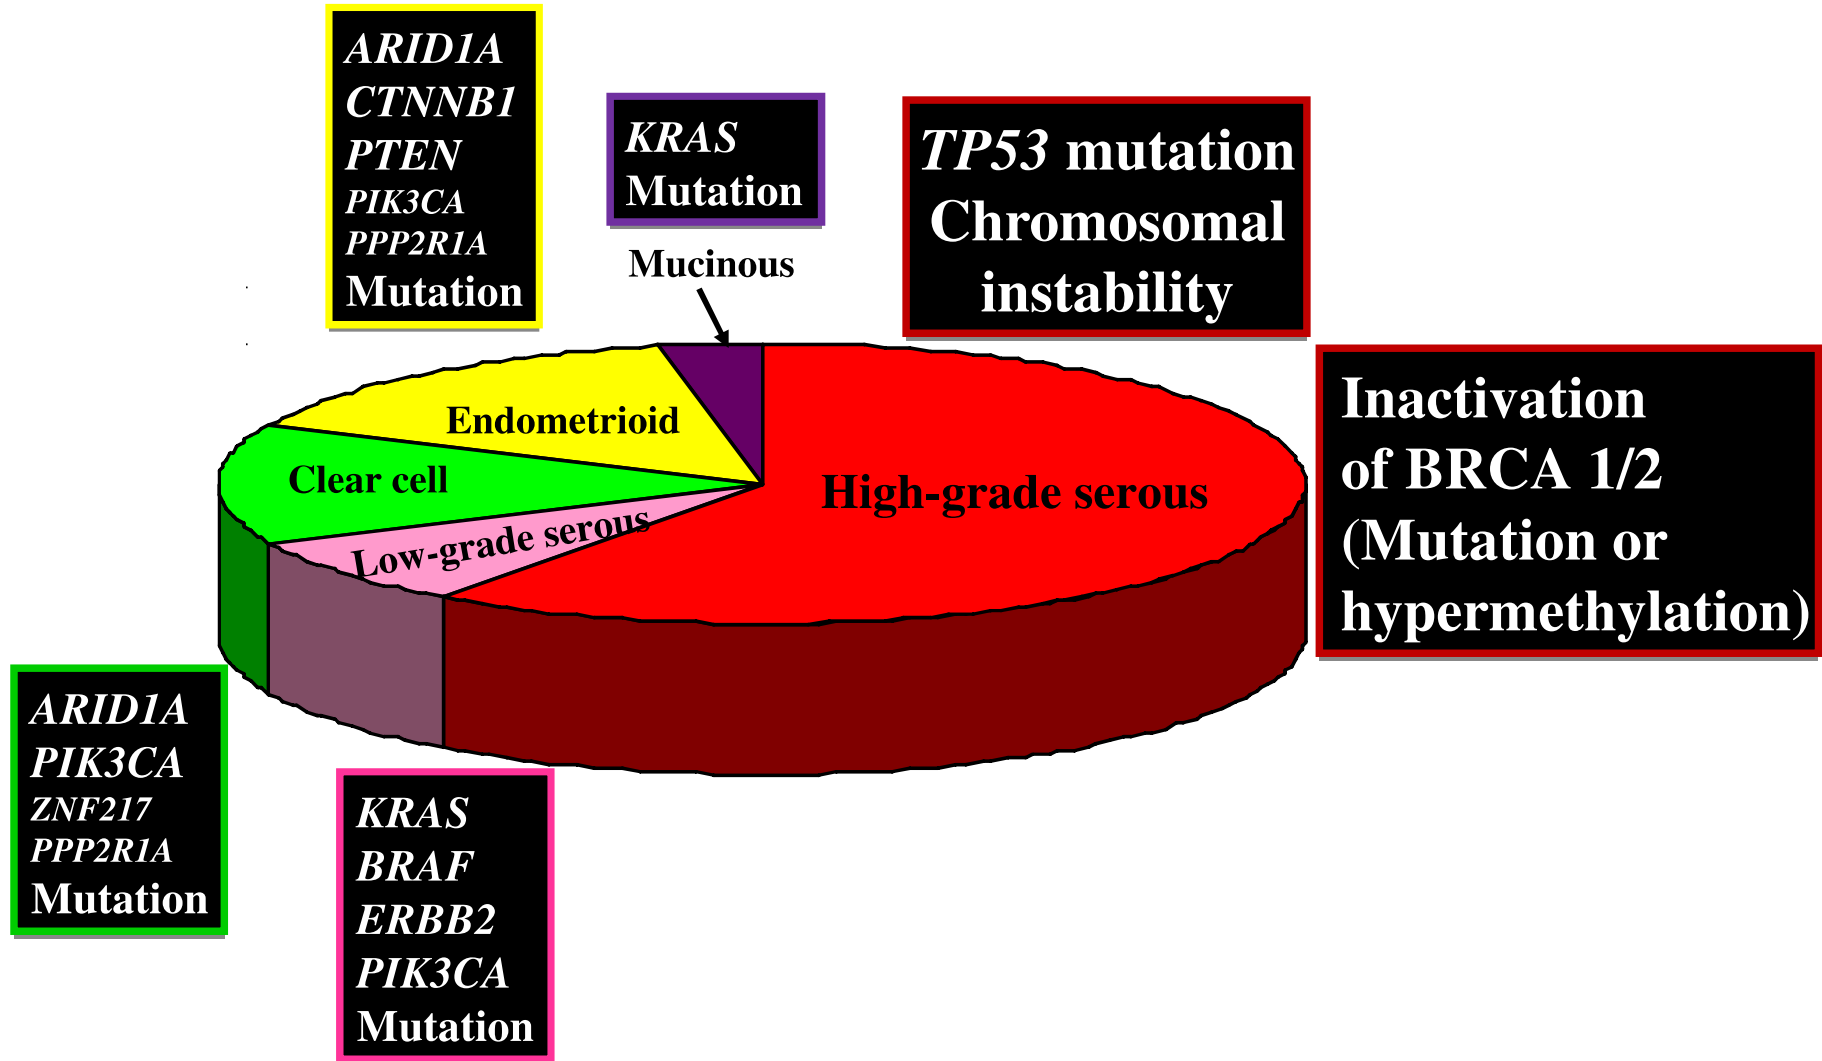 ARID1A
CTNNB1
PTEN
PIK3CA
PPP2R1A
Mutation
KRAS
Mutation
Mucinous
TP53 mutation
Chromosomal
instability
Inactivation
of BRCA 1/2
(Mutation or
hypermethylation)
Endometrioid
Clear cell
Low-grade serous
High-grade serous
ARID1A
PIK3CA
ZNF217
PPP2R1A
Mutation
KRAS
BRAF
ERBB2
PIK3CA
Mutation